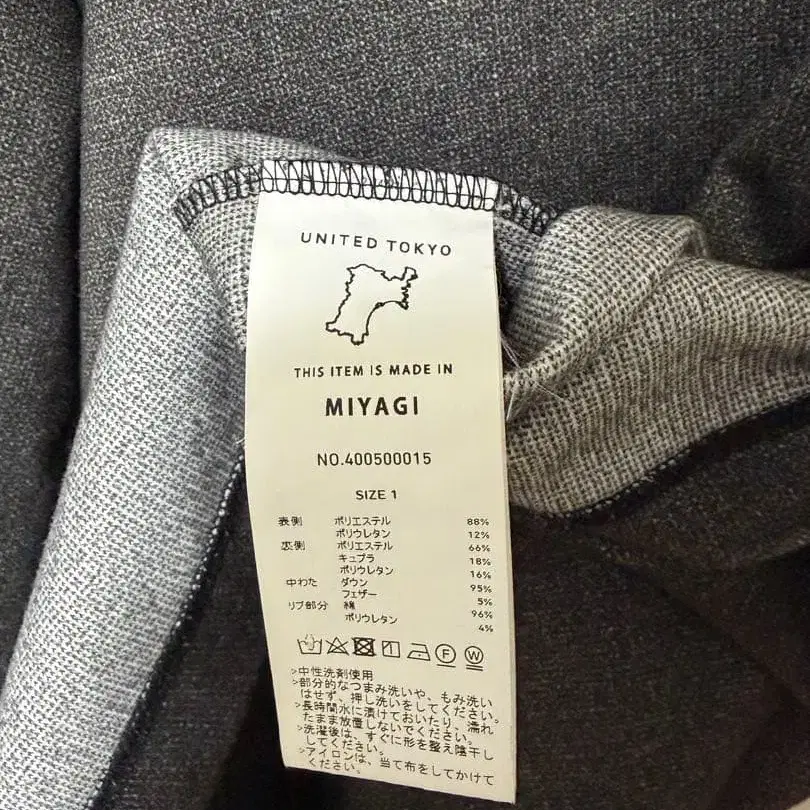 UNITED TOKYO
THIS ITEM IS MADE IN
MIYAGI
NO.400500015
SIZE 1
表側 ポリエステル 88%
ポリウレタン 12%
裏側 ポリエステル 66%
キュプラ 18%
ポリウレタン 16%
中わた ダウン 95%
フェザー 5%
リブ部分 綿 96%
ポリウレタン 4%
F W
>中性洗剤使用
>部分的なつまみ洗いや、もみ洗い
はせず、押し洗いをしてください。
>長時間水に漬けておいたり、濡れ
たまま放置しないでください。
>洗濯後は、すぐに形を整え陰干し
してください。
>アイロンは、当て布をしてかけて
ください。